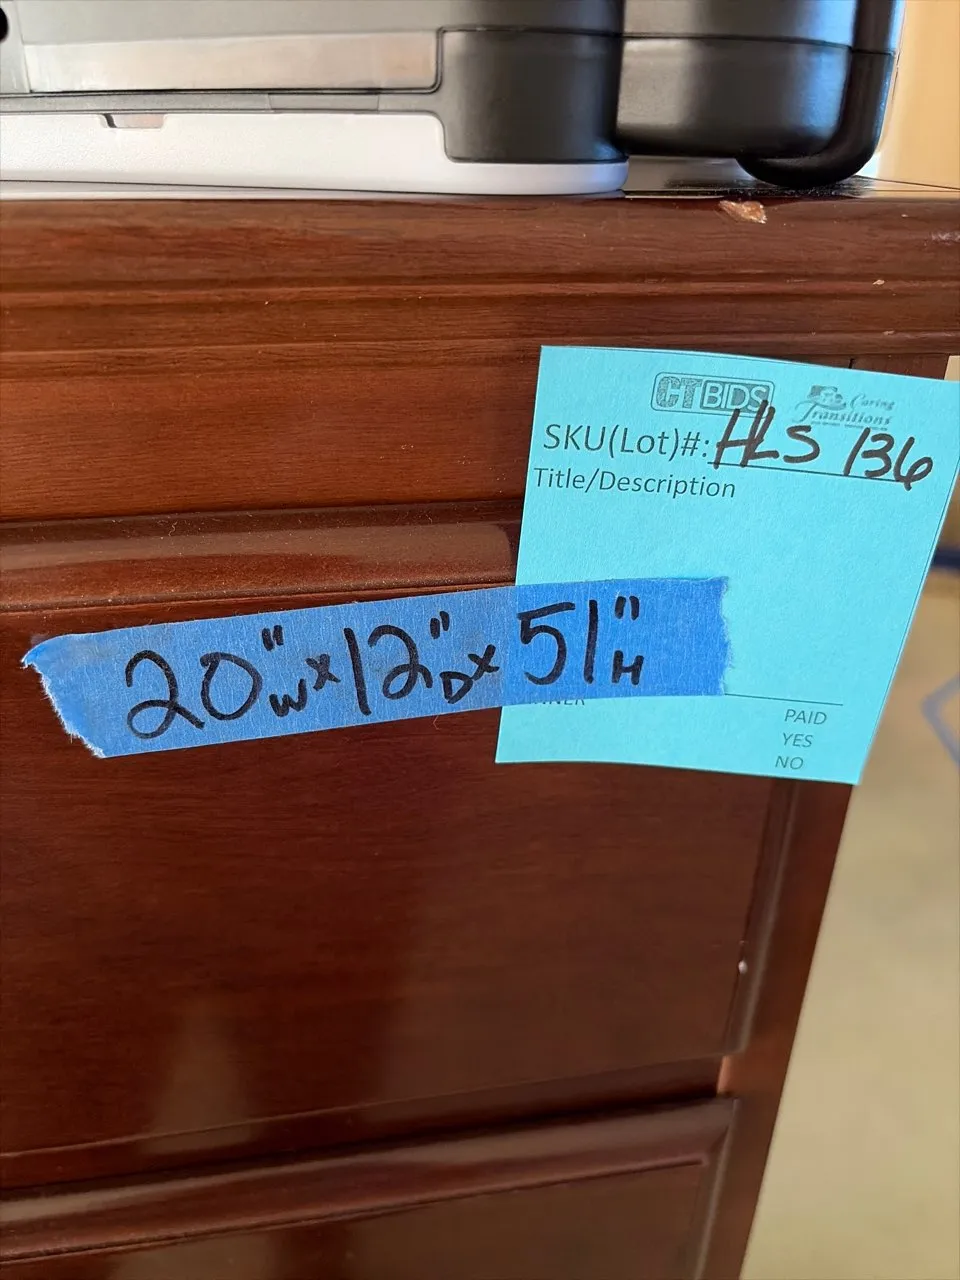 CTBIDS
Caring
Transitions
SKU(Lot)#: HLS 136
Title/Description
20"W x 12"D x 51"H
PAID
YES
NO